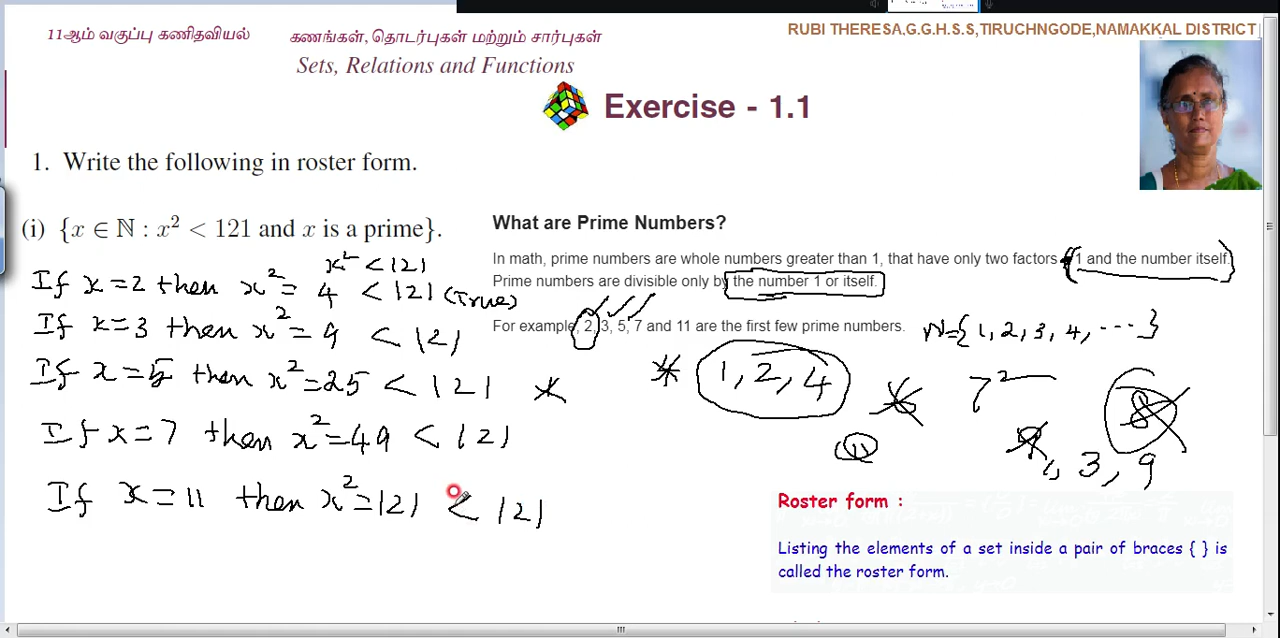 11ஆம் வகுப்பு கணிதவியல்
கணங்கள்,தொடர்புகள் மற்றும் சார்புகள்
RUBI THERESA,G.G.H.S.S,TIRUCHNGODE,NAMAKKAL DISTRICT
Sets, Relations and Functions
Exercise - 1.1
1. Write the following in roster form.
(i) {x ∈ ℕ : x² < 121 and x is a prime}.
What are Prime Numbers?
In math, prime numbers are whole numbers greater than 1, that have only two factors - 1 and the number itself.
Prime numbers are divisible only by the number 1 or itself.
For example, 2, 3, 5, 7 and 11 are the first few prime numbers.
N={1, 2, 3, 4, ...}
x² < 121
If x=2 then x² = 4 < 121 (True)
If x=3 then x² = 9 < 121
If x=5 then x² = 25 < 121
If x=7 then x² = 49 < 121
If x=11 then x² = 121 < 121
1, 2, 4
7²
8
1, 3, 9
Roster form :
Listing the elements of a set inside a pair of braces { } is
called the roster form.